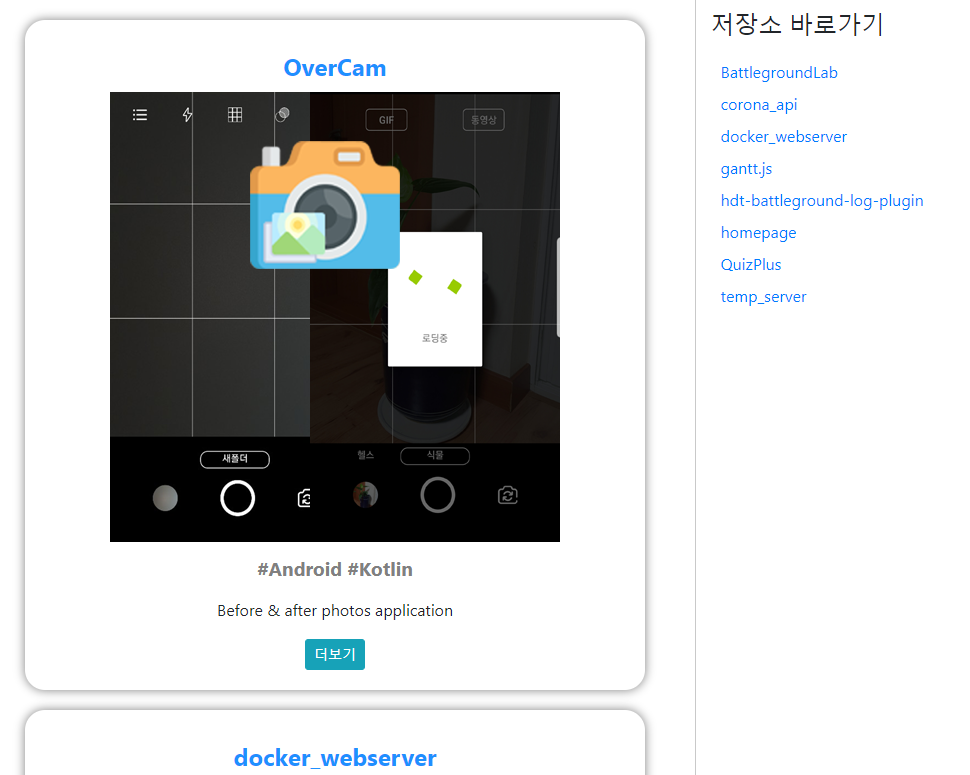 OverCam
GIF
동영상
로딩중
새폴더
헬스
식물
#Android #Kotlin
Before & after photos application
더보기
docker_webserver
저장소 바로가기
BattlegroundLab
corona_api
docker_webserver
gantt.js
hdt-battleground-log-plugin
homepage
QuizPlus
temp_server